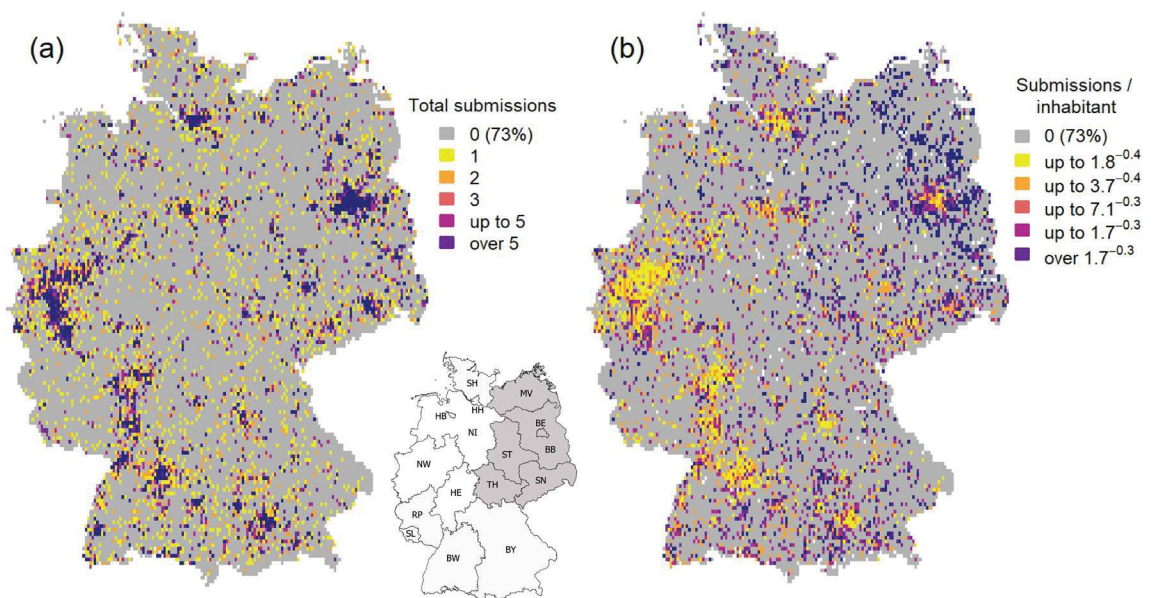 (a)
Total submissions
0 (73%)
1
2
3
up to 5
over 5
(b)
Submissions /
inhabitant
0 (73%)
up to 1.8⁻⁰·⁴
up to 3.7⁻⁰·⁴
up to 7.1⁻⁰·³
up to 1.7⁻⁰·³
over 1.7⁻⁰·³
SH
MV
HH
HB
NI
BE
BB
ST
NW
SN
TH
HE
RP
SL
BW
BY